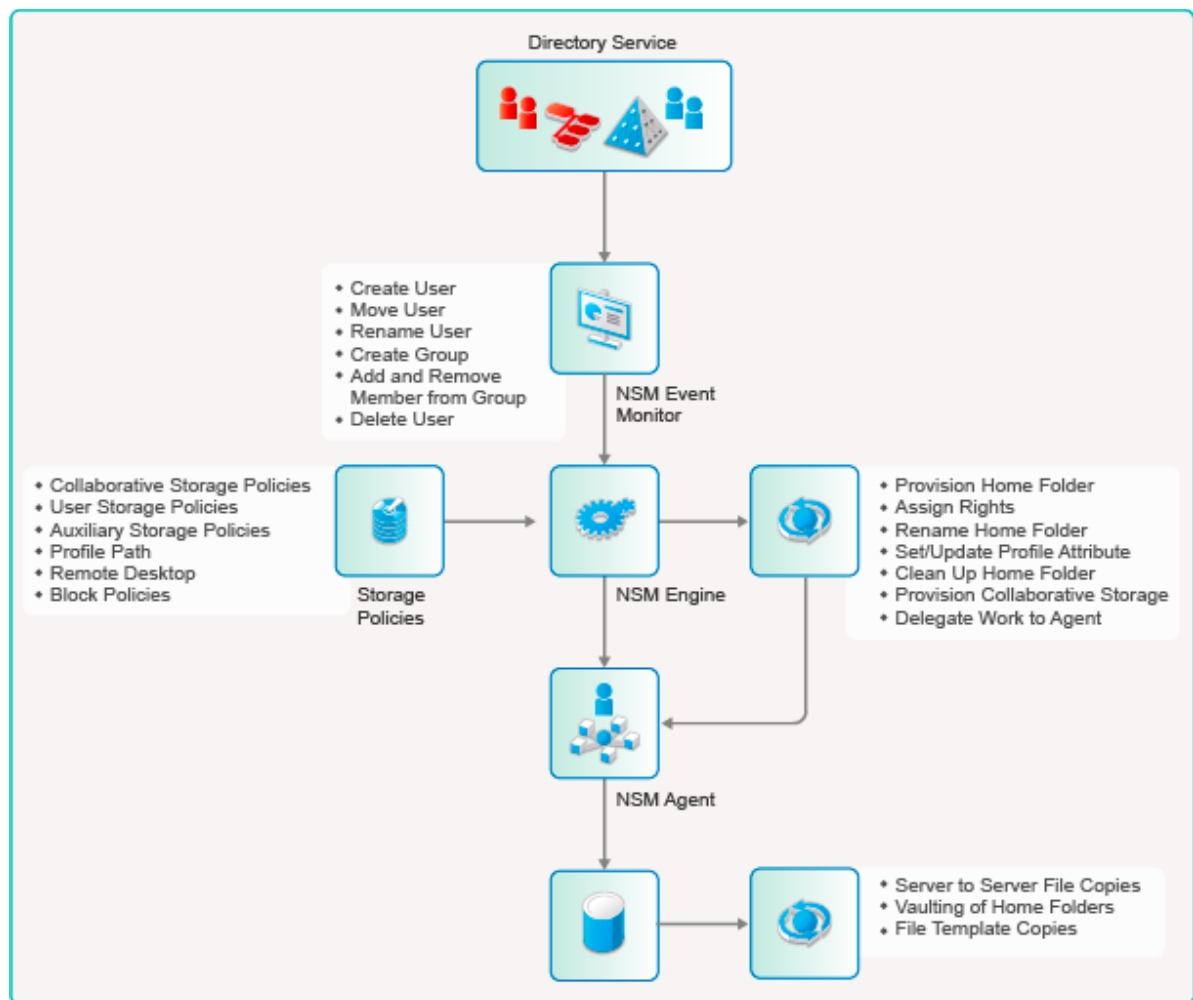 Directory Service
• Create User
• Move User
• Rename User
• Create Group
• Add and Remove
Member from Group
• Delete User
NSM Event
Monitor
• Collaborative Storage Policies
• User Storage Policies
• Auxiliary Storage Policies
• Profile Path
• Remote Desktop
• Block Policies
Storage
Policies
NSM Engine
• Provision Home Folder
• Assign Rights
• Rename Home Folder
• Set/Update Profile Attribute
• Clean Up Home Folder
• Provision Collaborative Storage
• Delegate Work to Agent
NSM Agent
• Server to Server File Copies
• Vaulting of Home Folders
• File Template Copies